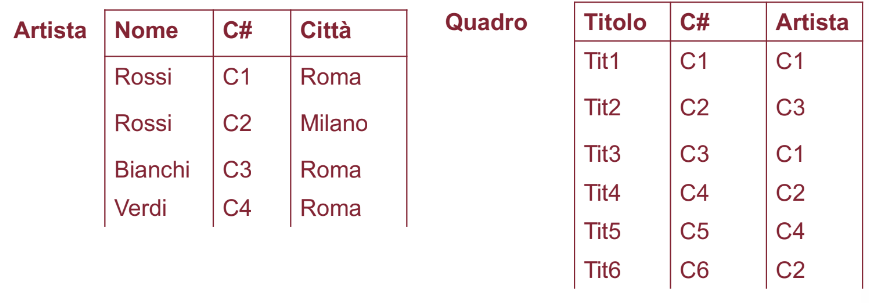 Artista Nome C# Città
Rossi C1 Roma
Rossi C2 Milano
Bianchi C3 Roma
Verdi C4 Roma
Quadro Titolo C# Artista
Tit1 C1 C1
Tit2 C2 C3
Tit3 C3 C1
Tit4 C4 C2
Tit5 C5 C4
Tit6 C6 C2